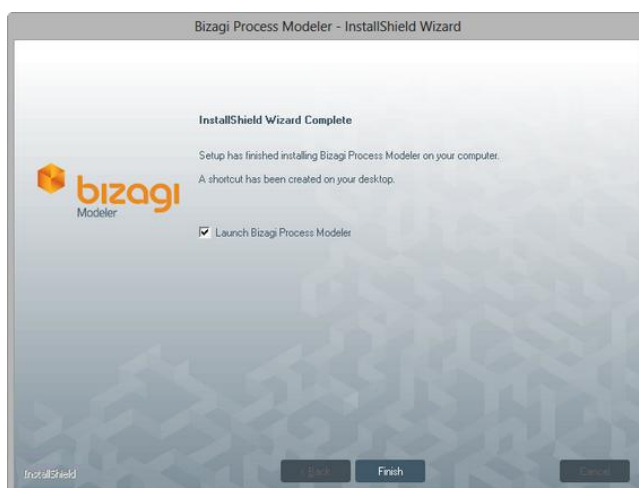 Bizagi Process Modeler - InstallShield Wizard
InstallShield Wizard Complete
Setup has finished installing Bizagi Process Modeler on your computer.
A shortcut has been created on your desktop.
bizagi
Modeler
Launch Bizagi Process Modeler
InstallShield
< Back
Finish
Cancel